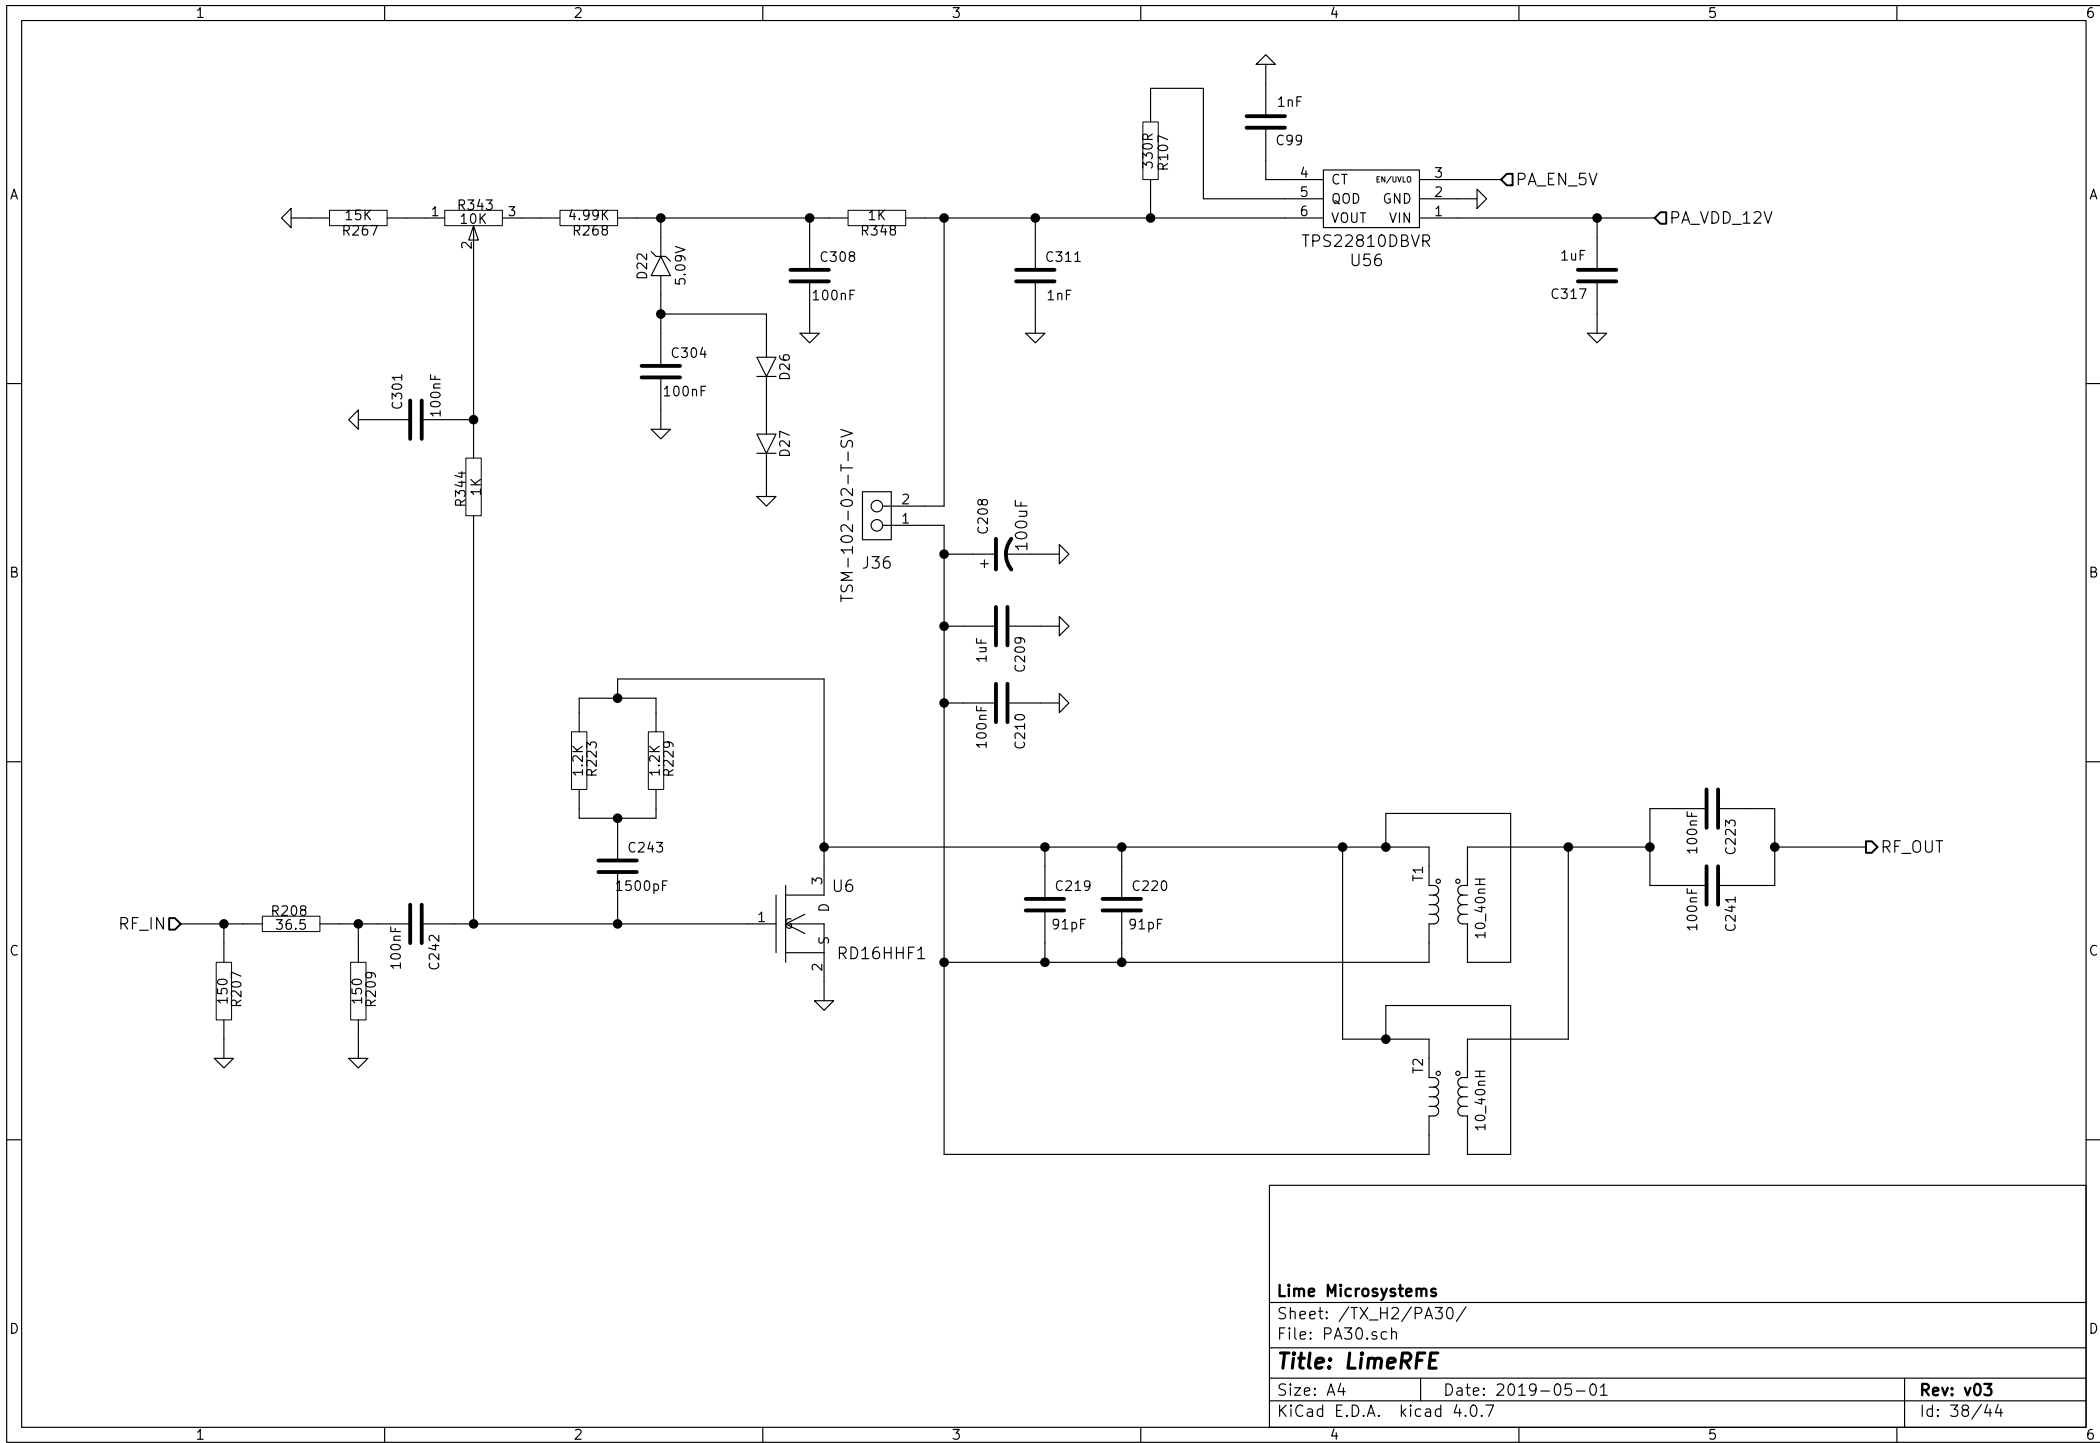 1 2 3 4 5 6
A
B
C
D
A
B
C
D
1 2 3 4 5 6
1nF
C99
330R
R107
4 CT EN/UVLO 3 PA_EN_5V
5 QOD GND 2
6 VOUT VIN 1 PA_VDD_12V
TPS22810DBVR
U56
1uF
C317
15K
R267
1 R343 3
10K
2
4.99K
R268
1K
R348
D22
5.09V
C308
100nF
C311
1nF
C304
100nF
D26
D27
C301
100nF
R344
1K
TSM-102-02-T-SV
2
1
J36
C208
100uF
+
1uF
C209
100nF
C210
1.2K
R223
1.2K
R229
C243
1500pF
RF_IN
R208
36.5
150
R207
150
R209
100nF
C242
1
3
D
G
S
2
U6
RD16HHF1
C219
91pF
C220
91pF
T1
10_40nH
T2
10_40nH
100nF
C223
100nF
C241
RF_OUT
Lime Microsystems
Sheet: /TX_H2/PA30/
File: PA30.sch
Title: LimeRFE
Size: A4 Date: 2019-05-01 Rev: v03
KiCad E.D.A. kicad 4.0.7 Id: 38/44